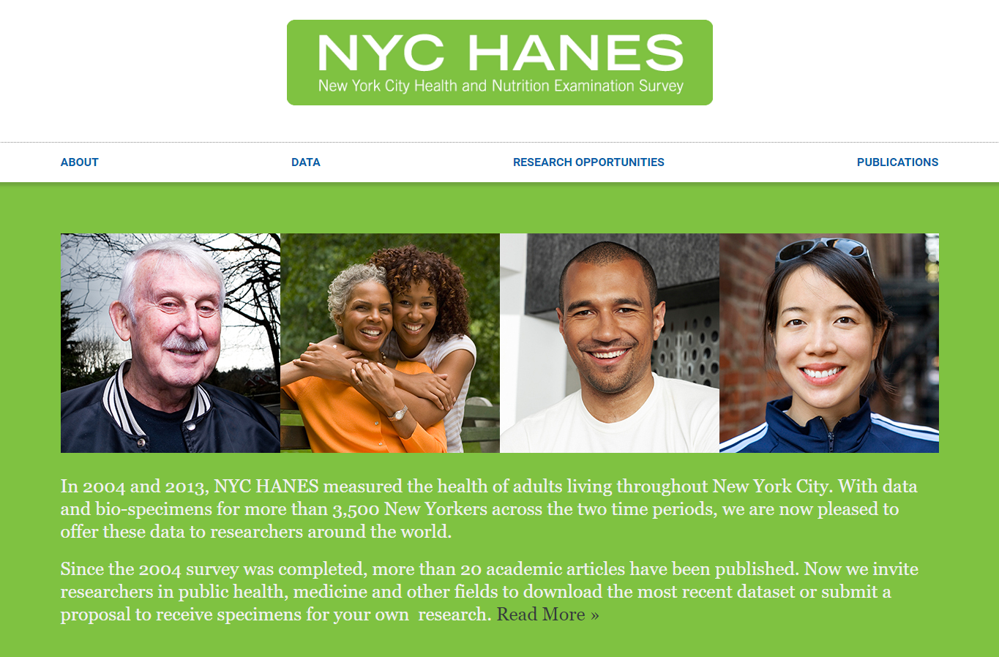 NYC HANES
New York City Health and Nutrition Examination Survey
ABOUT
DATA
RESEARCH OPPORTUNITIES
PUBLICATIONS
In 2004 and 2013, NYC HANES measured the health of adults living throughout New York City. With data
and bio-specimens for more than 3,500 New Yorkers across the two time periods, we are now pleased to
offer these data to researchers around the world.
Since the 2004 survey was completed, more than 20 academic articles have been published. Now we invite
researchers in public health, medicine and other fields to download the most recent dataset or submit a
proposal to receive specimens for your own  research. Read More »